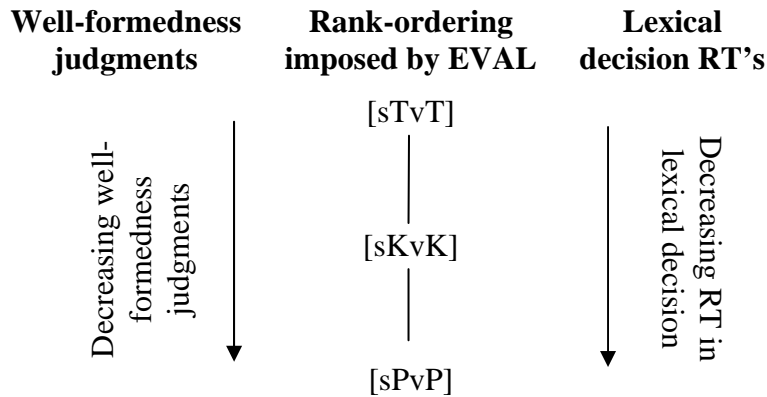 Well-formedness
judgments
Rank-ordering
imposed by EVAL
Lexical
decision RT's
[sTvT]
[sKvK]
[sPvP]
Decreasing well-
formedness
judgments
Decreasing RT in
lexical decision